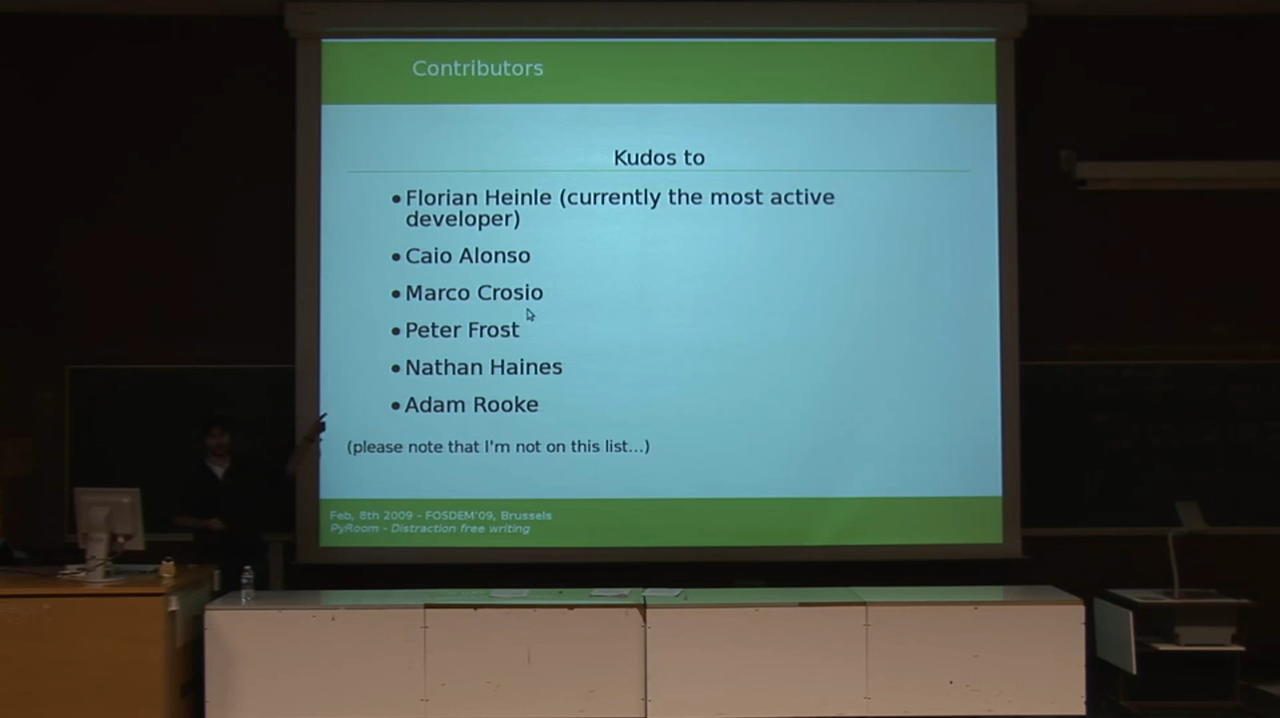 Contributors
Kudos to
•Florian Heinle (currently the most active
developer)
•Caio Alonso
•Marco Crosio
•Peter Frost
•Nathan Haines
•Adam Rooke
(please note that I'm not on this list...)
Feb, 8th 2009 - FOSDEM'09, Brussels
PyRoom - Distraction free writing